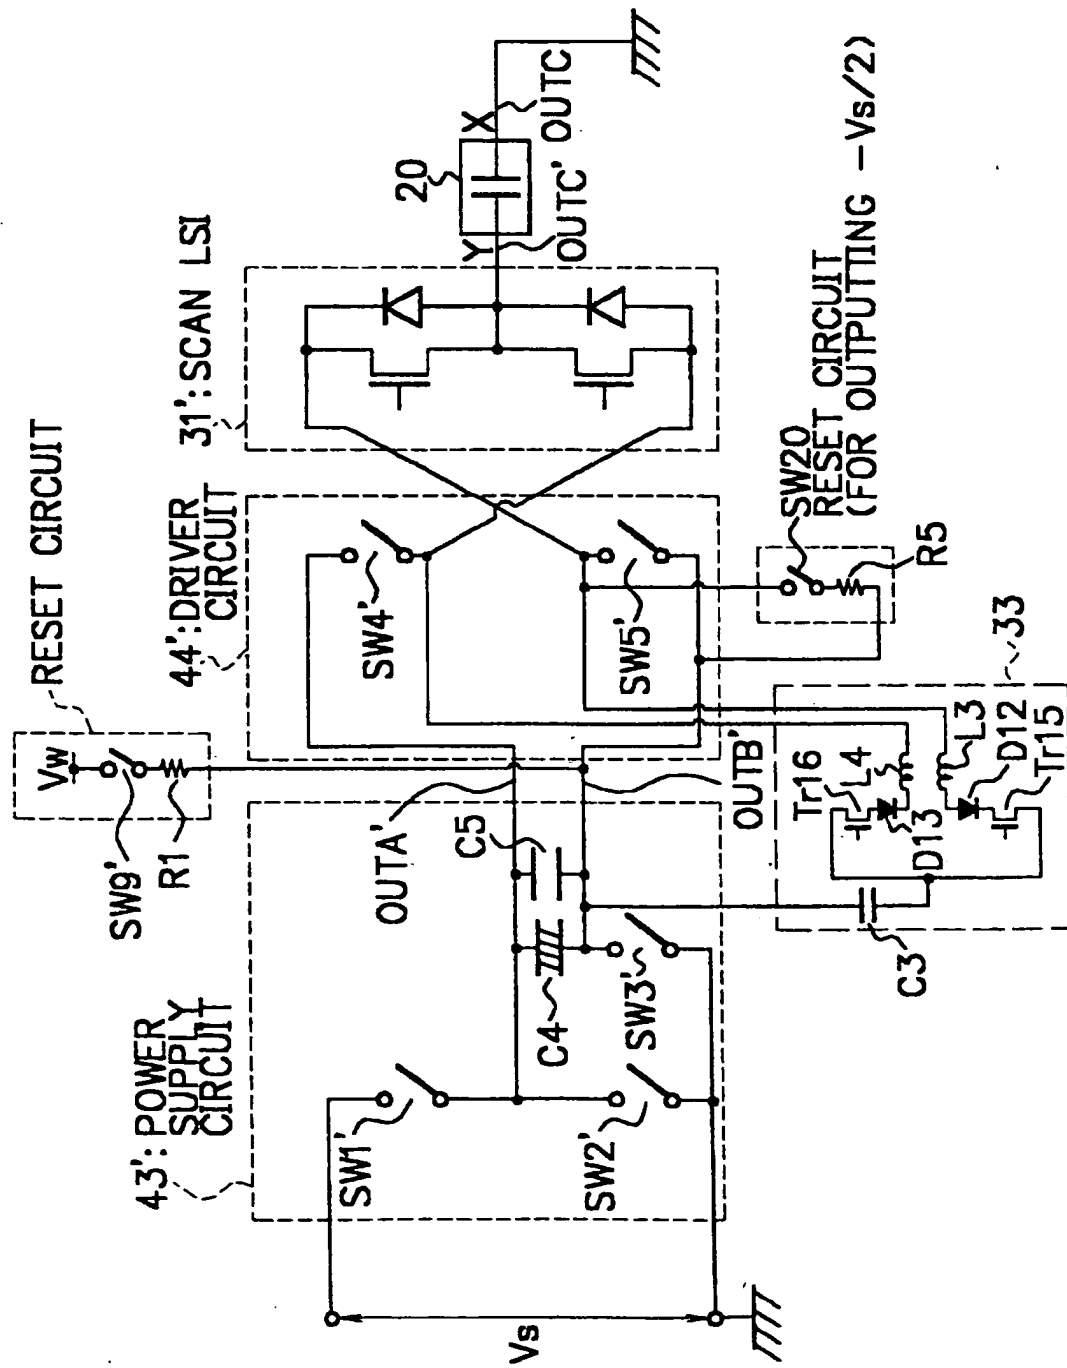 RESET CIRCUIT
Vw
SW9'
R1
43': POWER
SUPPLY
CIRCUIT
44': DRIVER
CIRCUIT
31': SCAN LSI
Vs
SW1'
SW2'
SW3'
C4
C5
OUTA'
OUTB'
SW4'
SW5'
20
Y
X
OUTC'
OUTC
SW20
RESET CIRCUIT
(FOR OUTPUTTING -Vs/2)
R5
33
C3
Tr16
L4
D13
L3
D12
Tr15